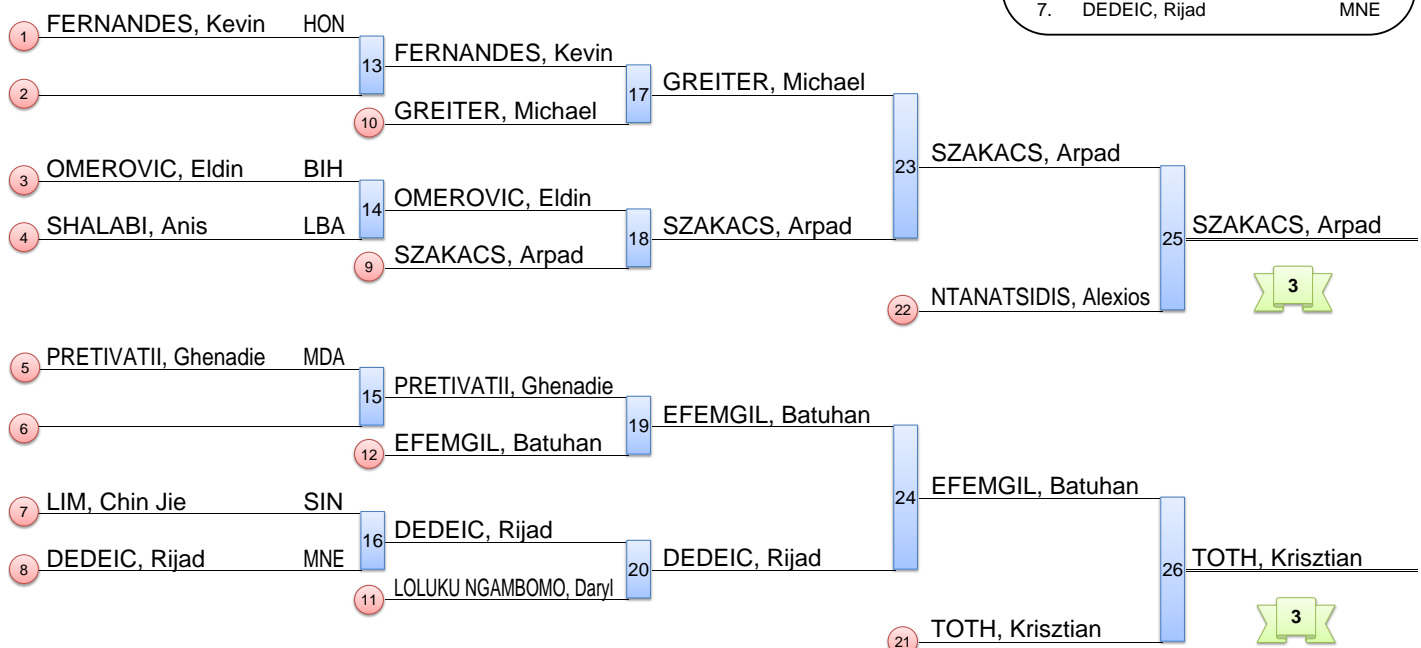 7. DEDEIC, Rijad MNE
1 FERNANDES, Kevin HON
13 FERNANDES, Kevin
2
17 GREITER, Michael
10 GREITER, Michael
23 SZAKACS, Arpad
3 OMEROVIC, Eldin BIH
14 OMEROVIC, Eldin
4 SHALABI, Anis LBA
18 SZAKACS, Arpad
9 SZAKACS, Arpad
25 SZAKACS, Arpad
3
22 NTANATSIDIS, Alexios
5 PRETIVATII, Ghenadie MDA
15 PRETIVATII, Ghenadie
6
19 EFEMGIL, Batuhan
12 EFEMGIL, Batuhan
24 EFEMGIL, Batuhan
7 LIM, Chin Jie SIN
16 DEDEIC, Rijad
8 DEDEIC, Rijad MNE
20 DEDEIC, Rijad
11 LOLUKU NGAMBOMO, Daryl
26 TOTH, Krisztian
3
21 TOTH, Krisztian